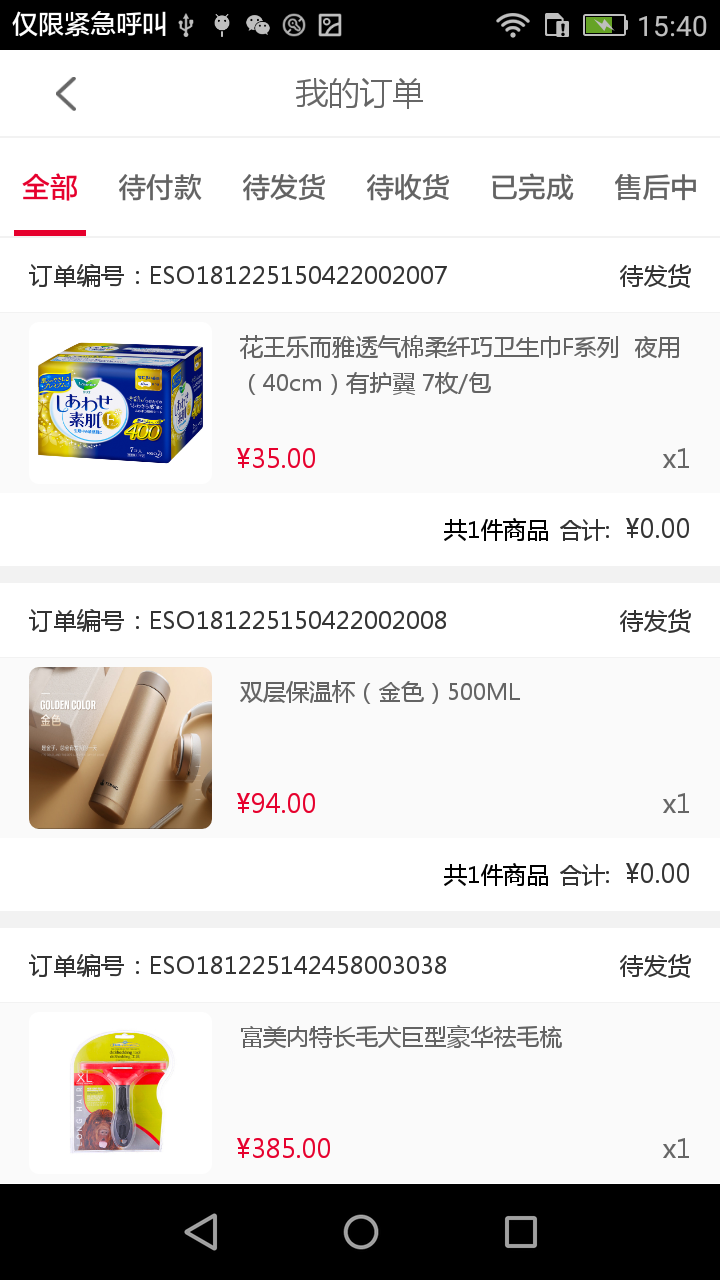 仅限紧急呼叫
15:40
我的订单
全部 待付款 待发货 待收货 已完成 售后中
订单编号：ESO181225150422002007 待发货
花王乐而雅透气棉柔纤巧卫生巾F系列 夜用
（40cm）有护翼 7枚/包
しあわせ
素肌F
400
¥35.00 x1
共1件商品 合计: ¥0.00
订单编号：ESO181225150422002008 待发货
双层保温杯（金色）500ML
GOLDEN COLOR
金色
¥94.00 x1
共1件商品 合计: ¥0.00
订单编号：ESO181225142458003038 待发货
富美内特长毛犬巨型豪华祛毛梳
XL
LONG HAIR
¥385.00 x1